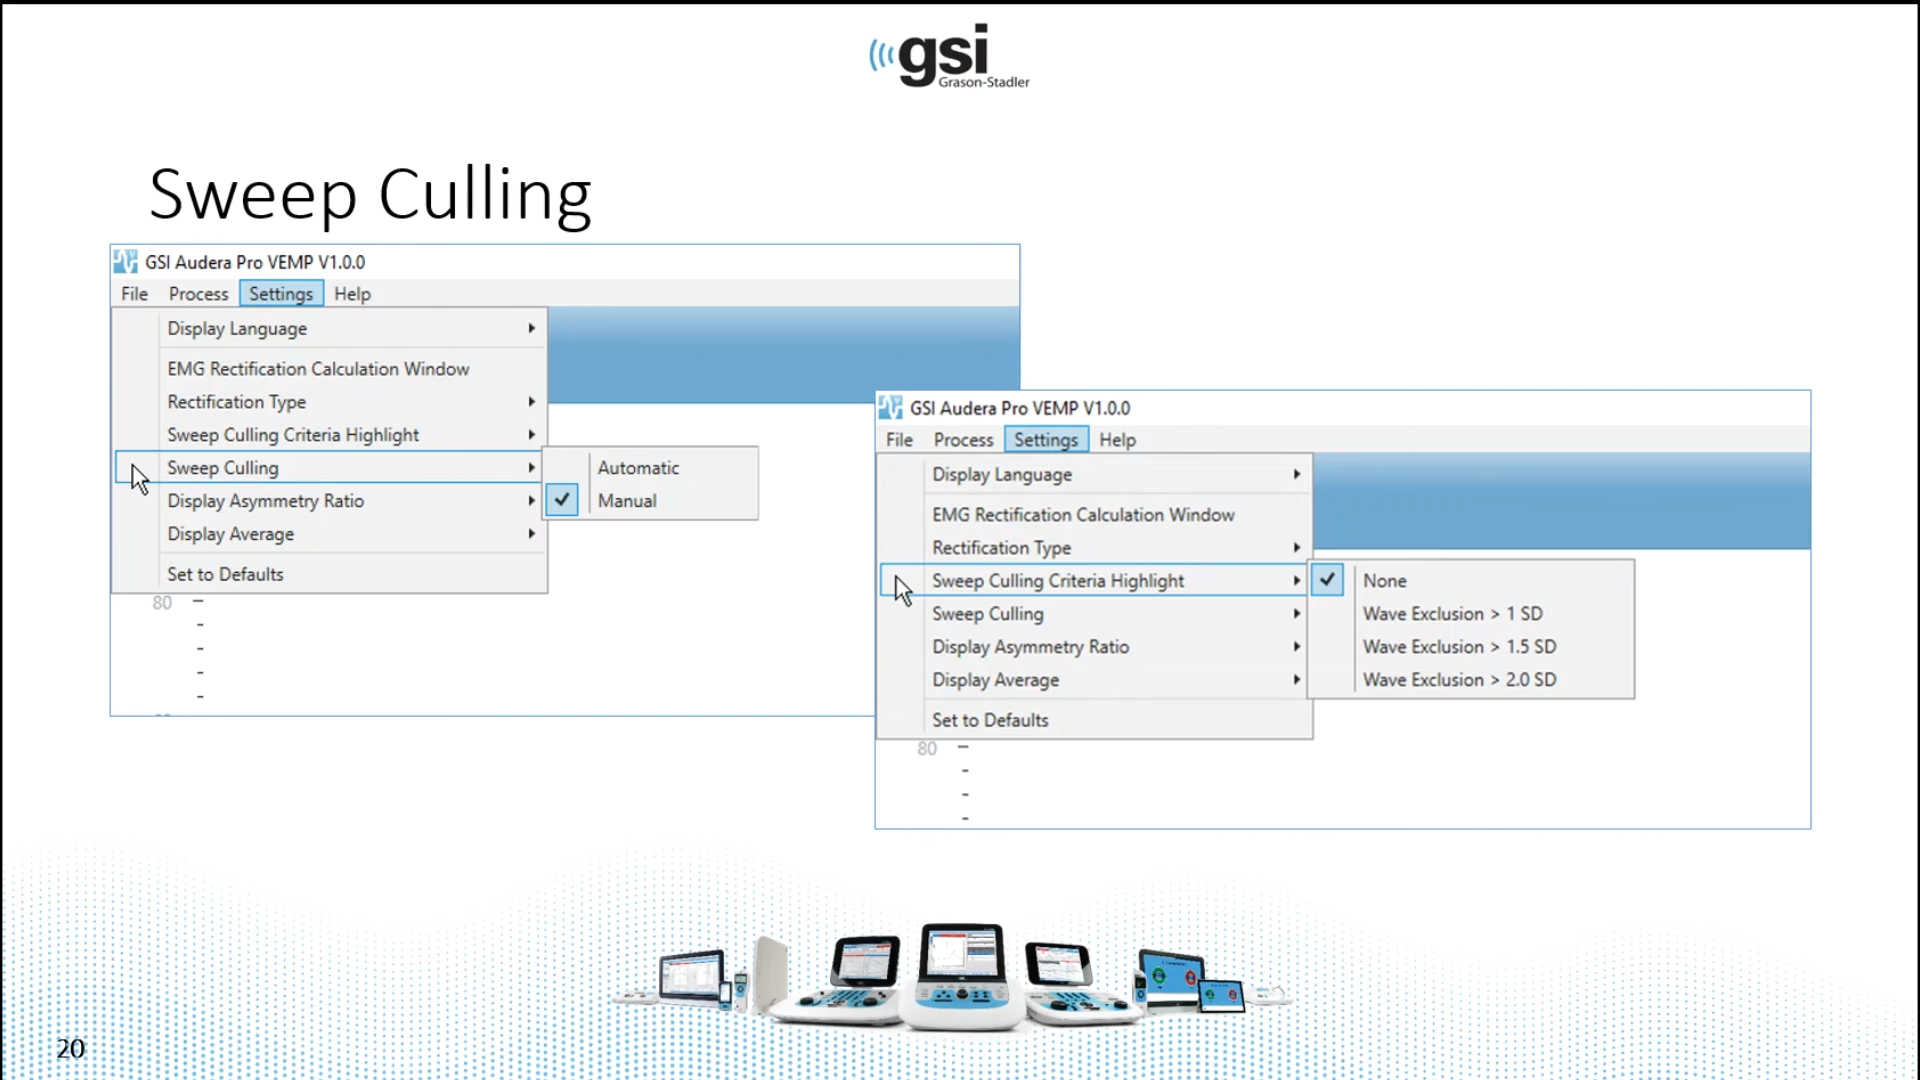 gsi
Grason-Stadler
Sweep Culling
GSI Audera Pro VEMP V1.0.0
File Process Settings Help
Display Language
EMG Rectification Calculation Window
Rectification Type
Sweep Culling Criteria Highlight
Sweep Culling
Automatic
Display Asymmetry Ratio
Manual
Display Average
Set to Defaults
80
GSI Audera Pro VEMP V1.0.0
File Process Settings Help
Display Language
EMG Rectification Calculation Window
Rectification Type
Sweep Culling Criteria Highlight
None
Sweep Culling
Wave Exclusion > 1 SD
Display Asymmetry Ratio
Wave Exclusion > 1.5 SD
Display Average
Wave Exclusion > 2.0 SD
Set to Defaults
80
20